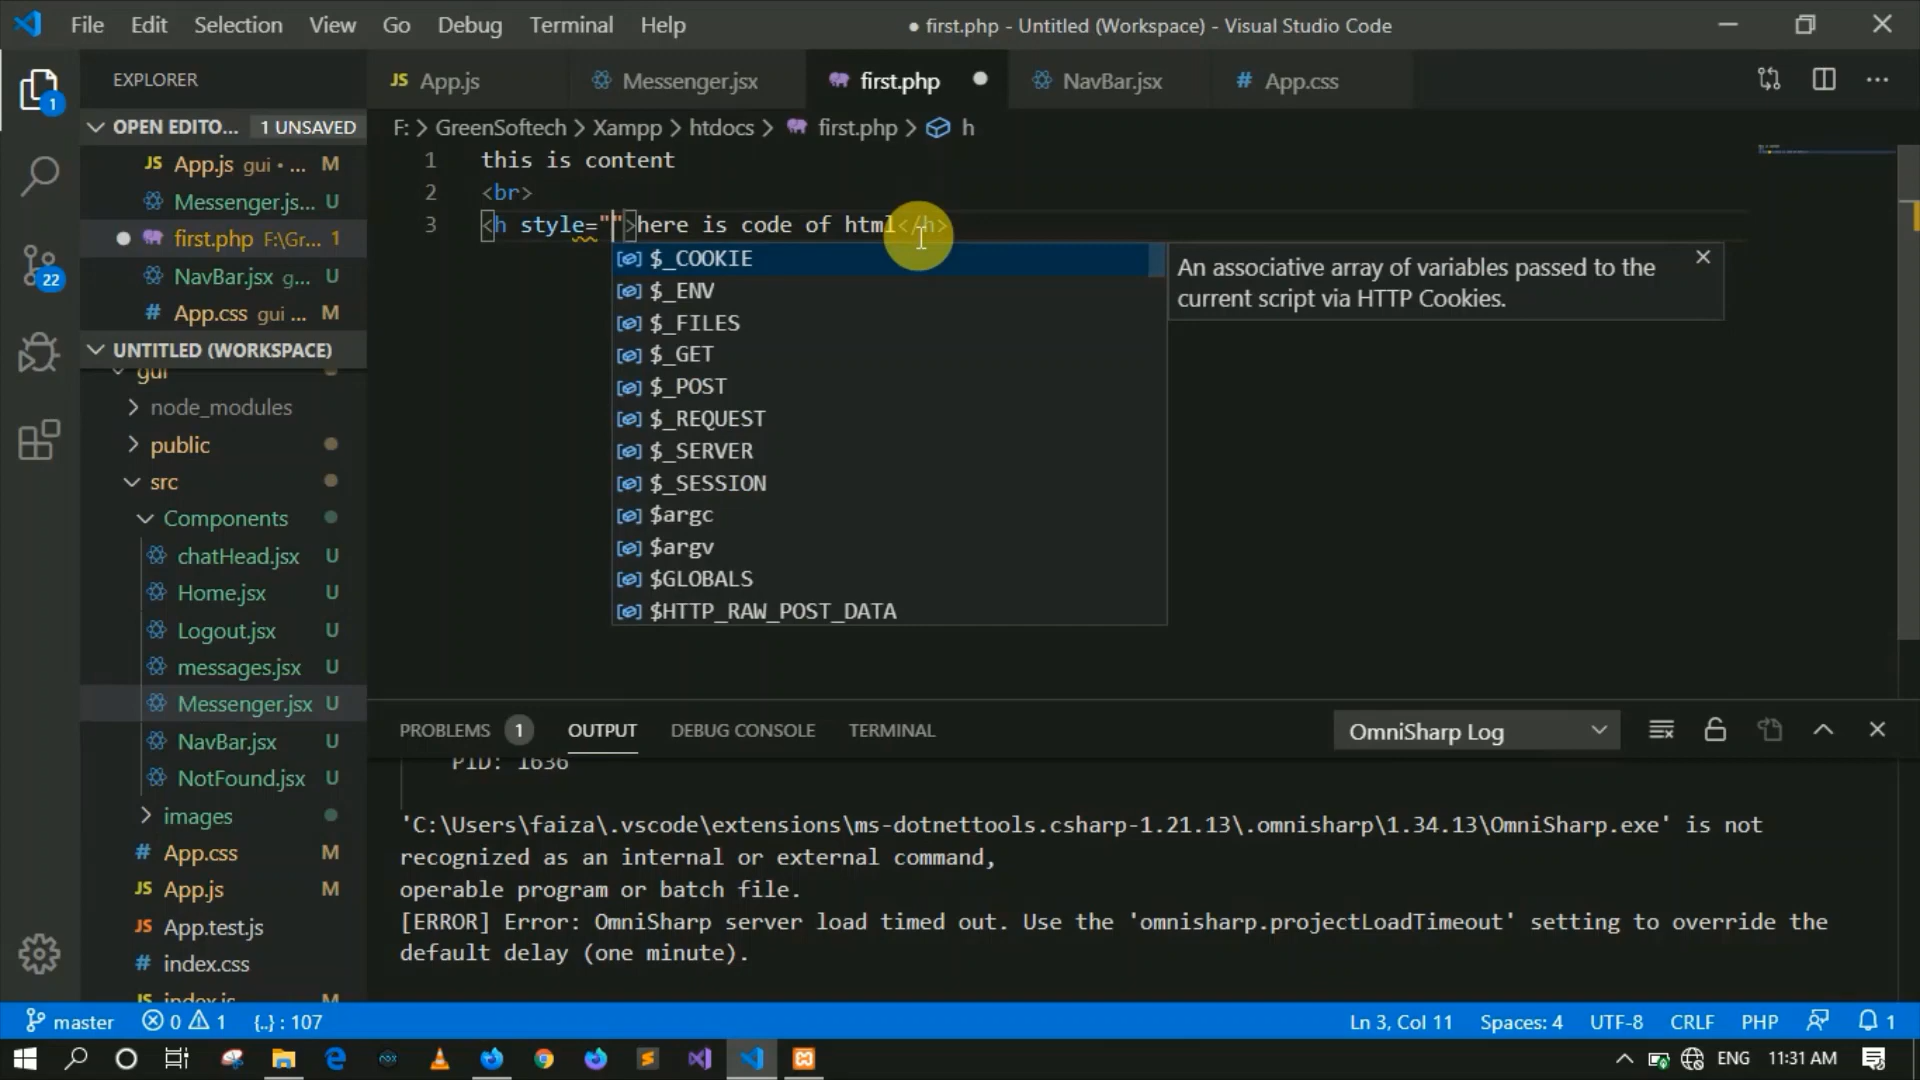 File Edit Selection View Go Debug Terminal Help
● first.php - Untitled (Workspace) - Visual Studio Code
EXPLORER
OPEN EDITO... 1 UNSAVED
JS App.js gui • ... M
Messenger.js... U
● first.php F:\Gr... 1
NavBar.jsx g... U
# App.css gui ... M
UNTITLED (WORKSPACE)
gui
node_modules
public
src
Components
chatHead.jsx U
Home.jsx U
Logout.jsx U
messages.jsx U
Messenger.jsx U
NavBar.jsx U
NotFound.jsx U
images
# App.css M
JS App.js M
JS App.test.js
# index.css
JS index.js M
1
22
JS App.js
Messenger.jsx
first.php
NavBar.jsx
# App.css
F: > GreenSoftech > Xampp > htdocs > first.php > h
1 this is content
2 <br>
3 <h style="">here is code of html</h>
$_COOKIE
$_ENV
$_FILES
$_GET
$_POST
$_REQUEST
$_SERVER
$_SESSION
$argc
$argv
$GLOBALS
$HTTP_RAW_POST_DATA
An associative array of variables passed to the
current script via HTTP Cookies.
PROBLEMS 1 OUTPUT DEBUG CONSOLE TERMINAL
OmniSharp Log
PID: 1636
'C:\Users\faiza\.vscode\extensions\ms-dotnettools.csharp-1.21.13\.omnisharp\1.34.13\OmniSharp.exe' is not
recognized as an internal or external command,
operable program or batch file.
[ERROR] Error: OmniSharp server load timed out. Use the 'omnisharp.projectLoadTimeout' setting to override the
default delay (one minute).
master 0 1 {..} : 107
Ln 3, Col 11 Spaces: 4 UTF-8 CRLF PHP 1
ENG 11:31 AM